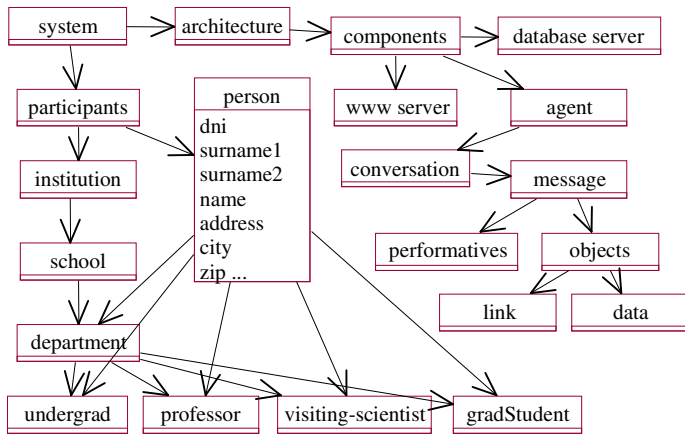 system
architecture
components
database server
participants
person
www server
agent
dni
surname1
surname2
name
address
city
zip ...
institution
conversation
message
school
performatives
objects
link
data
department
undergrad
professor
visiting-scientist
gradStudent